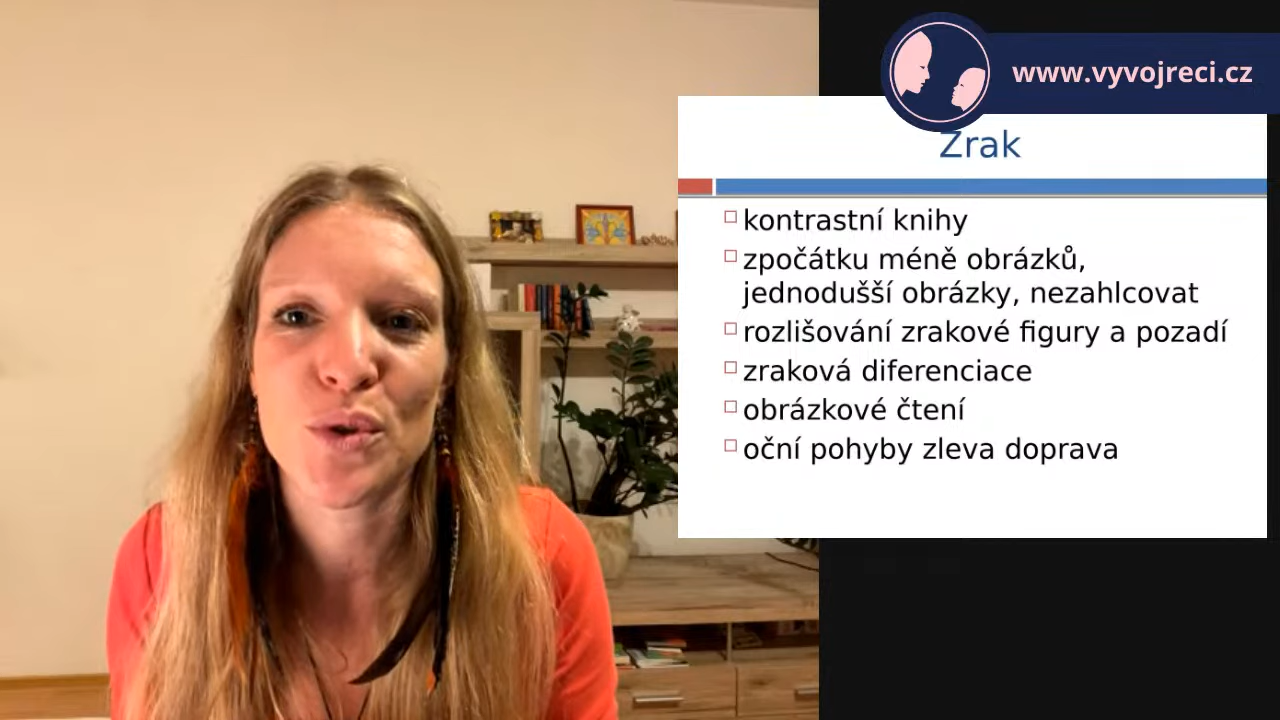 www.vyvojreci.cz
Zrak
kontrastní knihy
zpočátku méně obrázků,
jednodušší obrázky, nezahlcovat
rozlišování zrakové figury a pozadí
zraková diferenciace
obrázkové čtení
oční pohyby zleva doprava